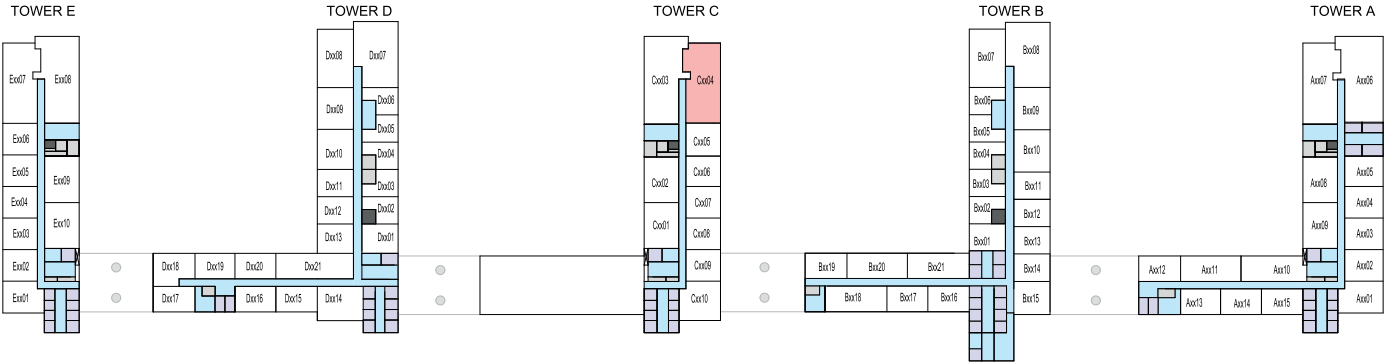 TOWER E
TOWER D
TOWER C
TOWER B
TOWER A
Exx07
Exx08
Exx06
Exx05
Exx09
Exx04
Exx03
Exx10
Exx02
Exx01
Dxx08
Dxx07
Dxx09
Dxx06
Dxx05
Dxx10
Dxx04
Dxx11
Dxx03
Dxx12
Dxx02
Dxx13
Dxx01
Dxx18
Dxx19
Dxx20
Dxx21
Dxx17
Dxx16
Dxx15
Dxx14
Cxx03
Cxx04
Cxx05
Cxx02
Cxx06
Cxx07
Cxx01
Cxx08
Cxx09
Cxx10
Bxx07
Bxx08
Bxx06
Bxx09
Bxx05
Bxx04
Bxx10
Bxx03
Bxx11
Bxx02
Bxx12
Bxx01
Bxx13
Bxx19
Bxx20
Bxx21
Bxx14
Bxx18
Bxx17
Bxx16
Bxx15
Axx07
Axx06
Axx08
Axx05
Axx04
Axx09
Axx03
Axx12
Axx11
Axx10
Axx02
Axx13
Axx14
Axx15
Axx01